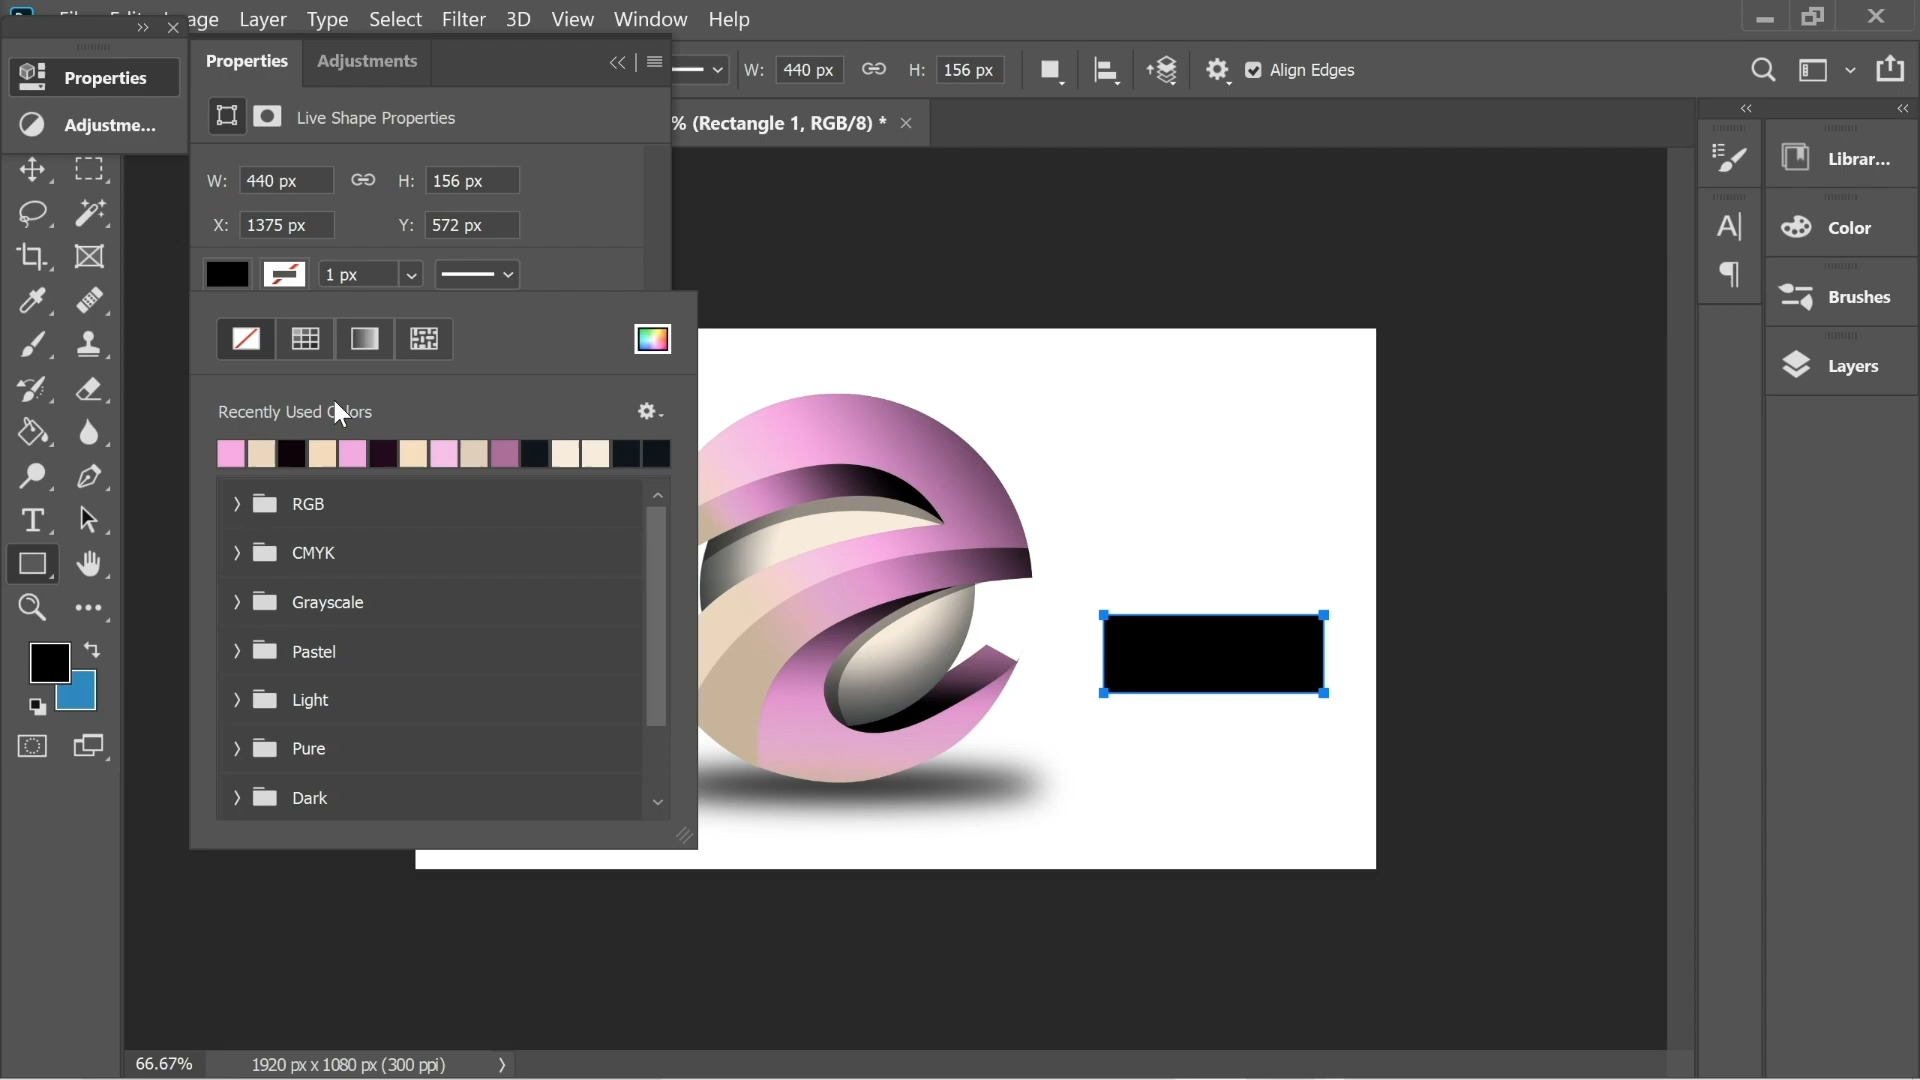 Layer Type Select Filter 3D View Window Help
Properties
Adjustme...
Properties Adjustments
W: 440 px H: 156 px
Align Edges
Live Shape Properties
% (Rectangle 1, RGB/8) *
W: 440 px H: 156 px
X: 1375 px Y: 572 px
1 px
Recently Used Colors
RGB
CMYK
Grayscale
Pastel
Light
Pure
Dark
Librar...
Color
Brushes
Layers
66.67% 1920 px x 1080 px (300 ppi)